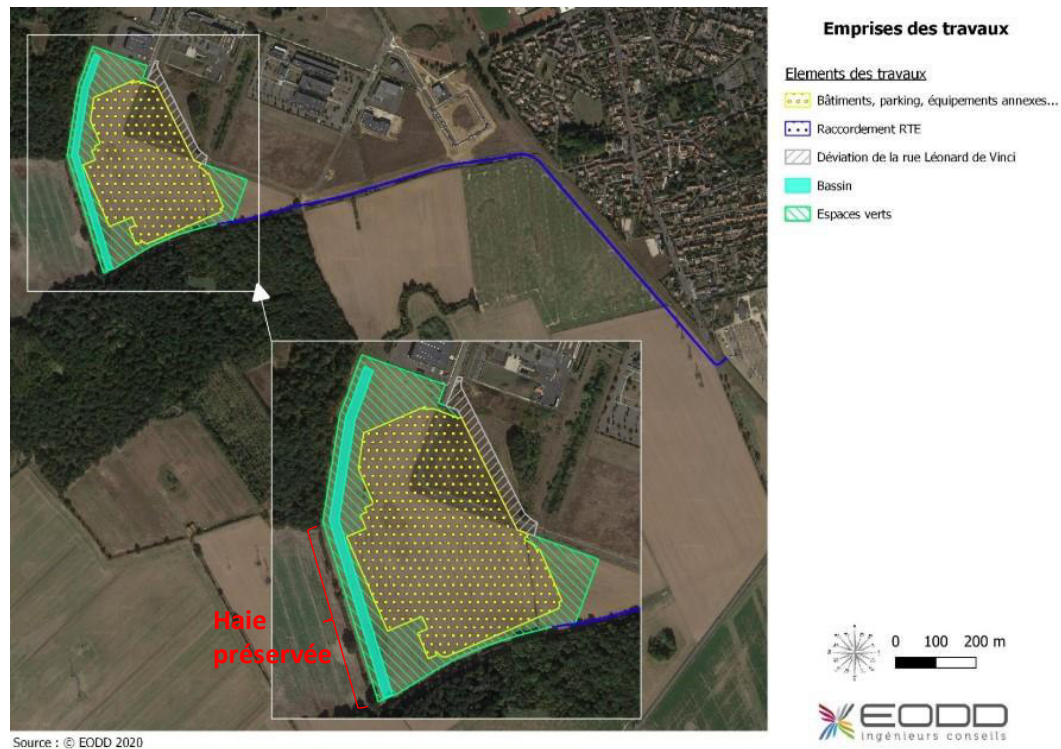 Emprises des travaux
Elements des travaux
Bâtiments, parking, équipements annexes...
Raccordement RTE
Déviation de la rue Léonard de Vinci
Bassin
Espaces verts
Haie
préservée
0 100 200 m
EODD
ingénieurs conseils
Source : © EODD 2020